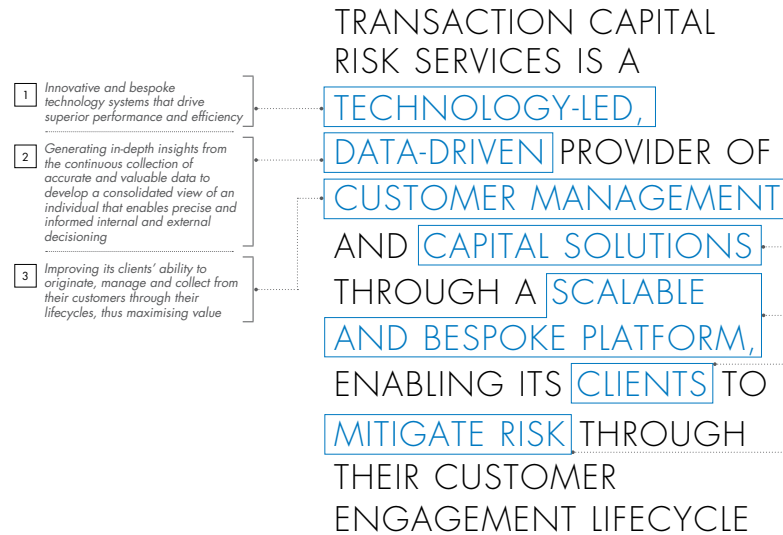 TRANSACTION CAPITAL
RISK SERVICES IS A
TECHNOLOGY-LED,
DATA-DRIVEN PROVIDER OF
CUSTOMER MANAGEMENT
AND CAPITAL SOLUTIONS
THROUGH A SCALABLE
AND BESPOKE PLATFORM,
ENABLING ITS CLIENTS TO
MITIGATE RISK THROUGH
THEIR CUSTOMER
ENGAGEMENT LIFECYCLE
1
Innovative and bespoke
technology systems that drive
superior performance and efficiency
2
Generating in-depth insights from
the continuous collection of
accurate and valuable data to
develop a consolidated view of an
individual that enables precise and
informed internal and external
decisioning
3
Improving its clients’ ability to
originate, manage and collect from
their customers through their
lifecycles, thus maximising value